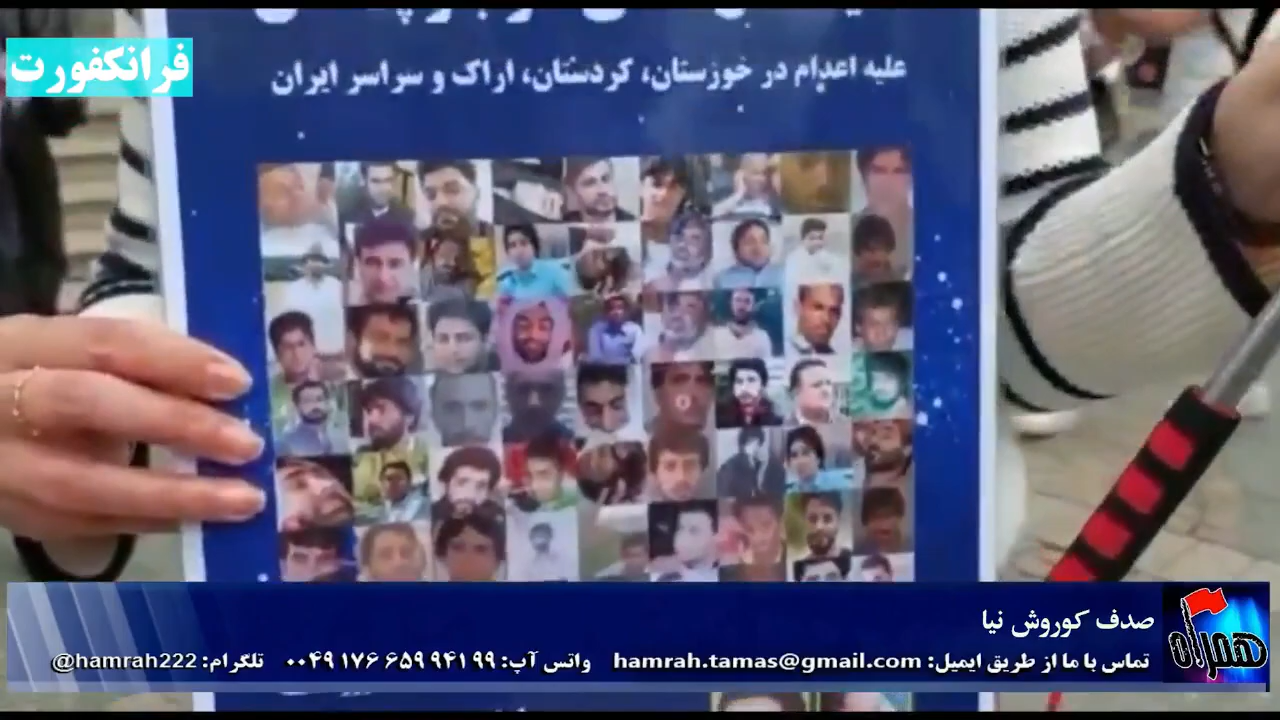 فرانکفورت
علیه اعدام در خوزستان، کردستان، اراک و سراسر ایران
صدف کوروش نیا
تماس با ما از طریق ایمیل: hamrah.tamas@gmail.com واتس آپ: ۰۰۴۹ ۱۷۶ ۶۵۹ ۹۴۱ ۹۹ تلگرام: @hamrah222
همراه